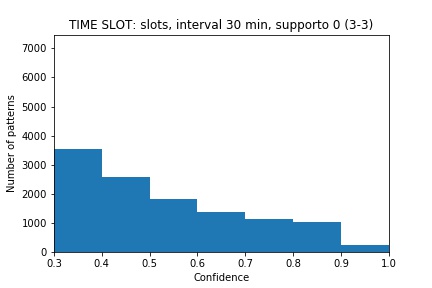 TIME SLOT: slots, interval 30 min, supporto 0 (3-3)
7000
6000
5000
4000
3000
2000
1000
0
Number of patterns
0.3 0.4 0.5 0.6 0.7 0.8 0.9 1.0
Confidence